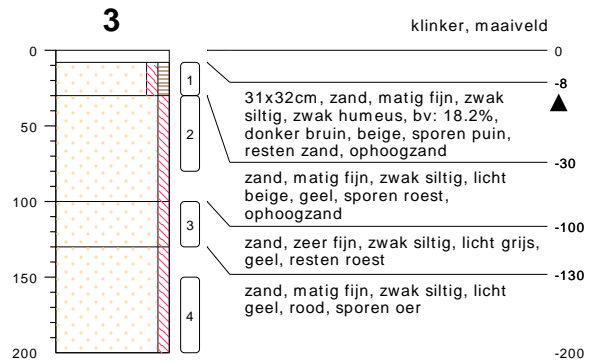 3
klinker, maaiveld
0
0
1
-8
31x32cm, zand, matig fijn, zwak
siltig, zwak humeus, bv: 18.2%,
donker bruin, beige, sporen puin,
resten zand, ophoogzand
50
2
-30
zand, matig fijn, zwak siltig, licht
beige, geel, sporen roest,
ophoogzand
100
3
-100
zand, zeer fijn, zwak siltig, licht grijs,
geel, resten roest
-130
150
4
zand, matig fijn, zwak siltig, licht
geel, rood, sporen oer
200
-200